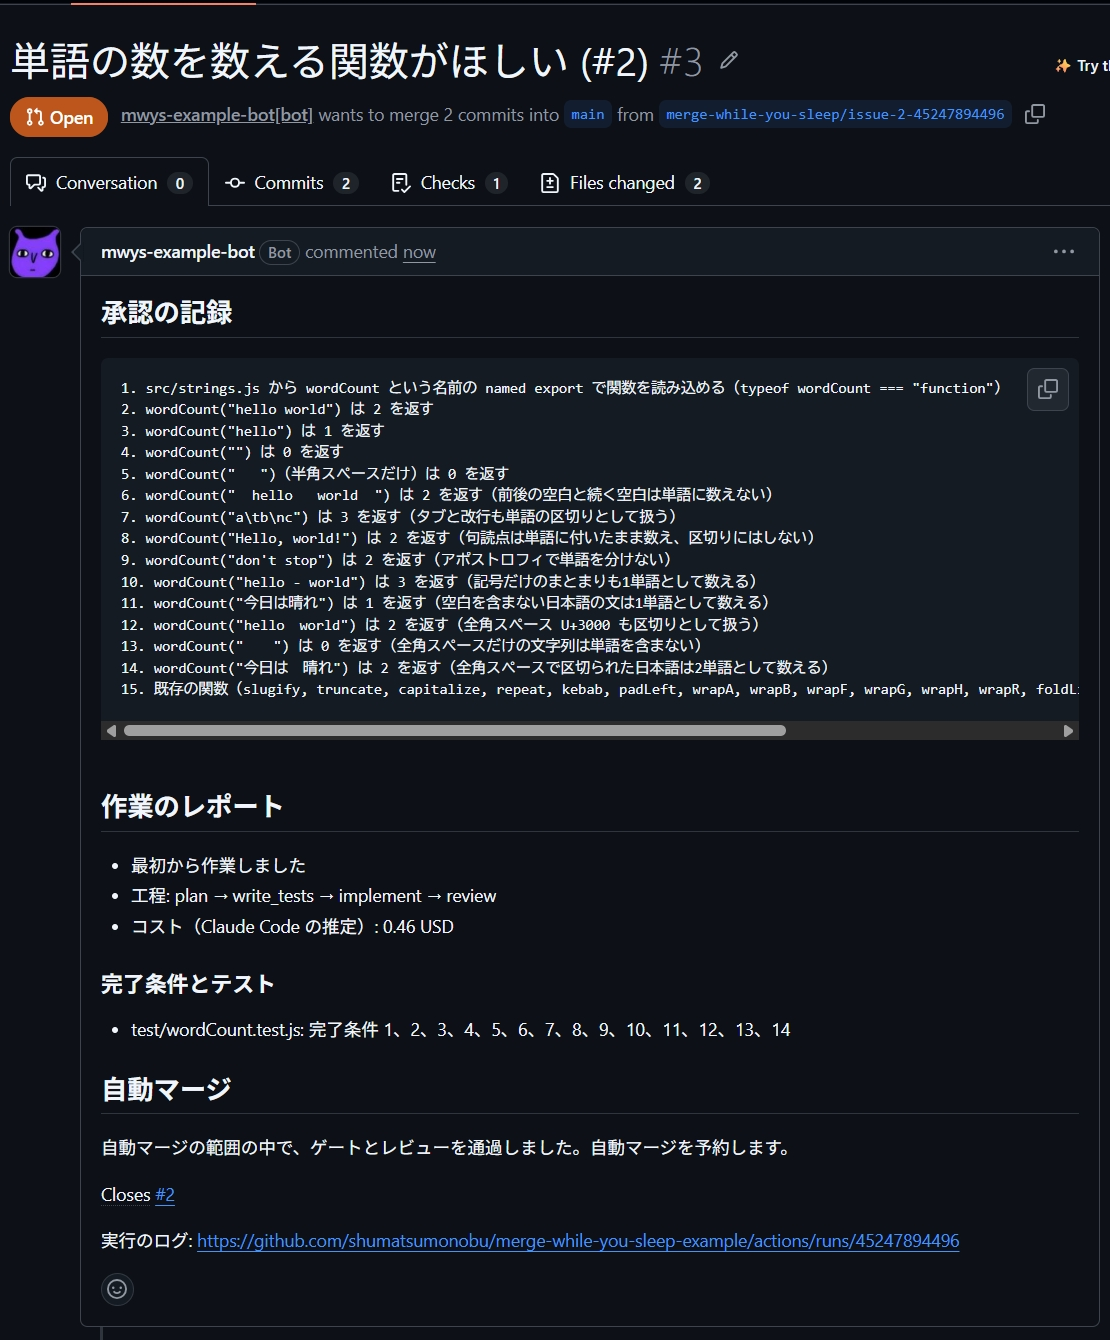 単語の数を数える関数がほしい (#2) #3
Try
Open mwys-example-bot[bot] wants to merge 2 commits into main from merge-while-you-sleep/issue-2-45247894496
Conversation 0 Commits 2 Checks 1 Files changed 2
mwys-example-bot Bot commented now
承認の記録
1. src/strings.js から wordCount という名前の named export で関数を読み込める（typeof wordCount === "function"）
2. wordCount("hello world") は 2 を返す
3. wordCount("hello") は 1 を返す
4. wordCount("") は 0 を返す
5. wordCount("   ")（半角スペースだけ）は 0 を返す
6. wordCount("  hello   world  ") は 2 を返す（前後の空白と続く空白は単語に数えない）
7. wordCount("a\tb\nc") は 3 を返す（タブと改行も単語の区切りとして扱う）
8. wordCount("Hello, world!") は 2 を返す（句読点は単語に付いたまま数え、区切りにはしない）
9. wordCount("don't stop") は 2 を返す（アポストロフィで単語を分けない）
10. wordCount("hello - world") は 3 を返す（記号だけのまとまりも1単語として数える）
11. wordCount("今日は晴れ") は 1 を返す（空白を含まない日本語の文は1単語として数える）
12. wordCount("hello　world") は 2 を返す（全角スペース U+3000 も区切りとして扱う）
13. wordCount("　　") は 0 を返す（全角スペースだけの文字列は単語を含まない）
14. wordCount("今日は　晴れ") は 2 を返す（全角スペースで区切られた日本語は2単語として数える）
15. 既存の関数（slugify, truncate, capitalize, repeat, kebab, padLeft, wrapA, wrapB, wrapF, wrapG, wrapH, wrapR,
作業のレポート
最初から作業しました
工程: plan → write_tests → implement → review
コスト（Claude Code の推定）: 0.46 USD
完了条件とテスト
test/wordCount.test.js: 完了条件 1、2、3、4、5、6、7、8、9、10、11、12、13、14
自動マージ
自動マージの範囲の中で、ゲートとレビューを通過しました。自動マージを予約します。
Closes #2
実行のログ: https://github.com/shumatsumonobu/merge-while-you-sleep-example/actions/runs/45247894496